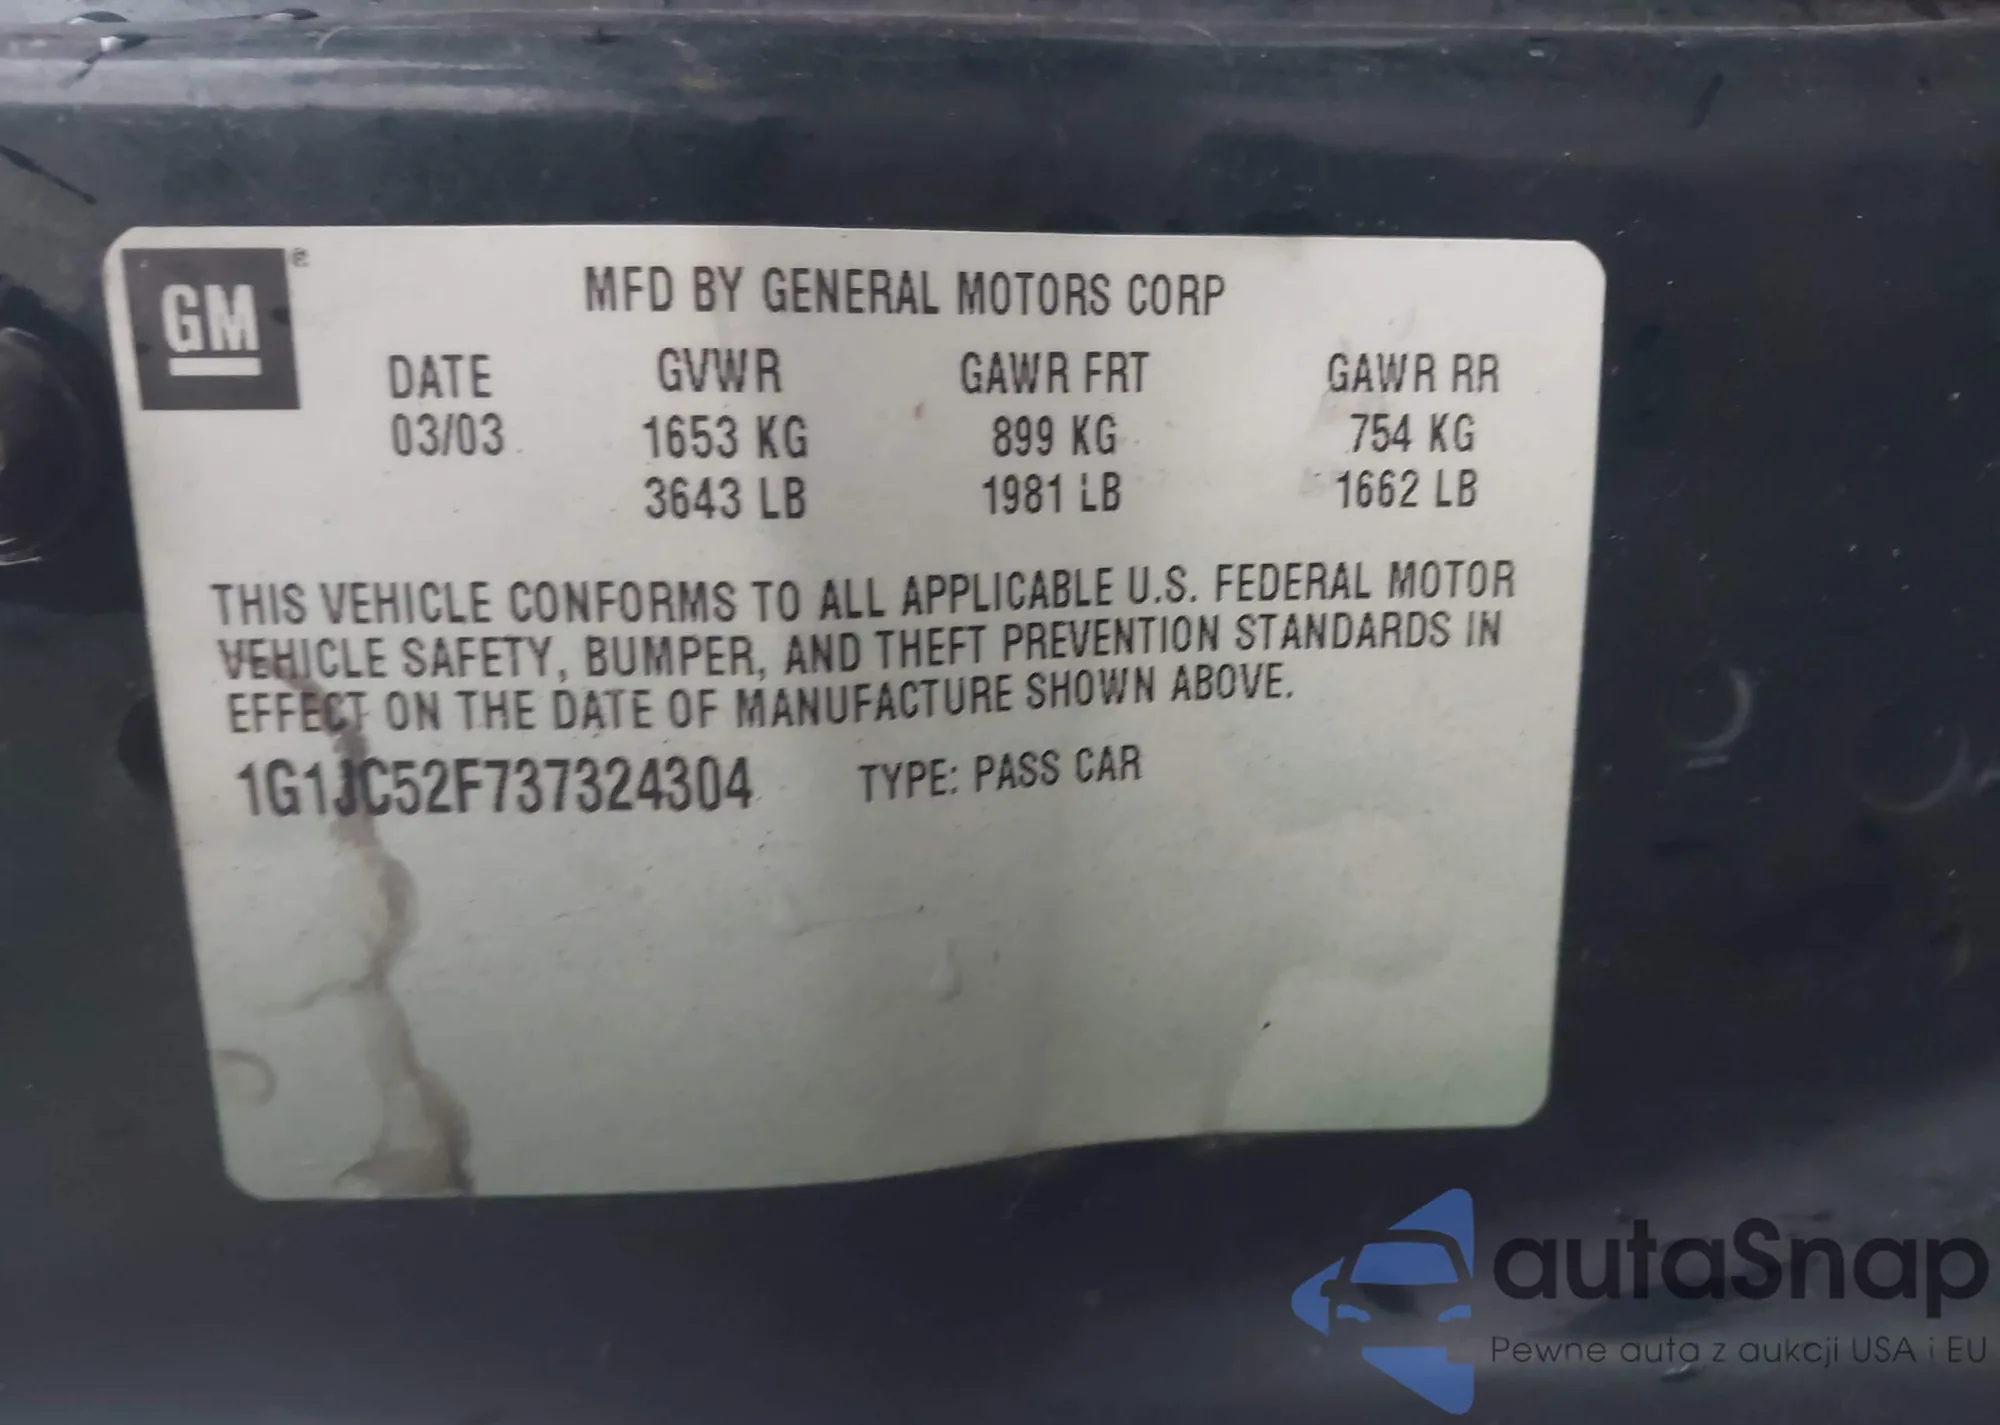 GM®
MFD BY GENERAL MOTORS CORP
DATE GVWR GAWR FRT GAWR RR
03/03 1653 KG 899 KG 754 KG
3643 LB 1981 LB 1662 LB
THIS VEHICLE CONFORMS TO ALL APPLICABLE U.S. FEDERAL MOTOR
VEHICLE SAFETY, BUMPER, AND THEFT PREVENTION STANDARDS IN
EFFECT ON THE DATE OF MANUFACTURE SHOWN ABOVE.
1G1JC52F737324304 TYPE: PASS CAR
autaSnap
Pewne auta z aukcji USA i EU